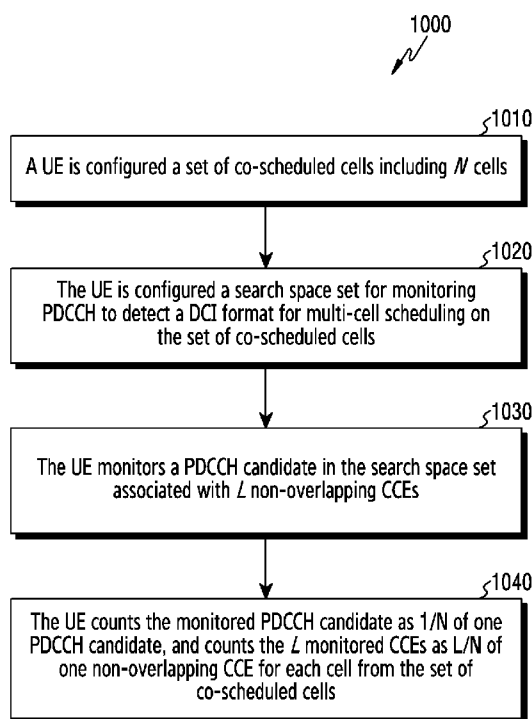 1000
1010
A UE is configured a set of co-scheduled cells including N cells
1020
The UE is configured a search space set for monitoring
PDCCH to detect a DCI format for multi-cell scheduling on
the set of co-scheduled cells
1030
The UE monitors a PDCCH candidate in the search space set
associated with L non-overlapping CCEs
1040
The UE counts the monitored PDCCH candidate as 1/N of one
PDCCH candidate, and counts the L monitored CCEs as L/N of
one non-overlapping CCE for each cell from the set of
co-scheduled cells